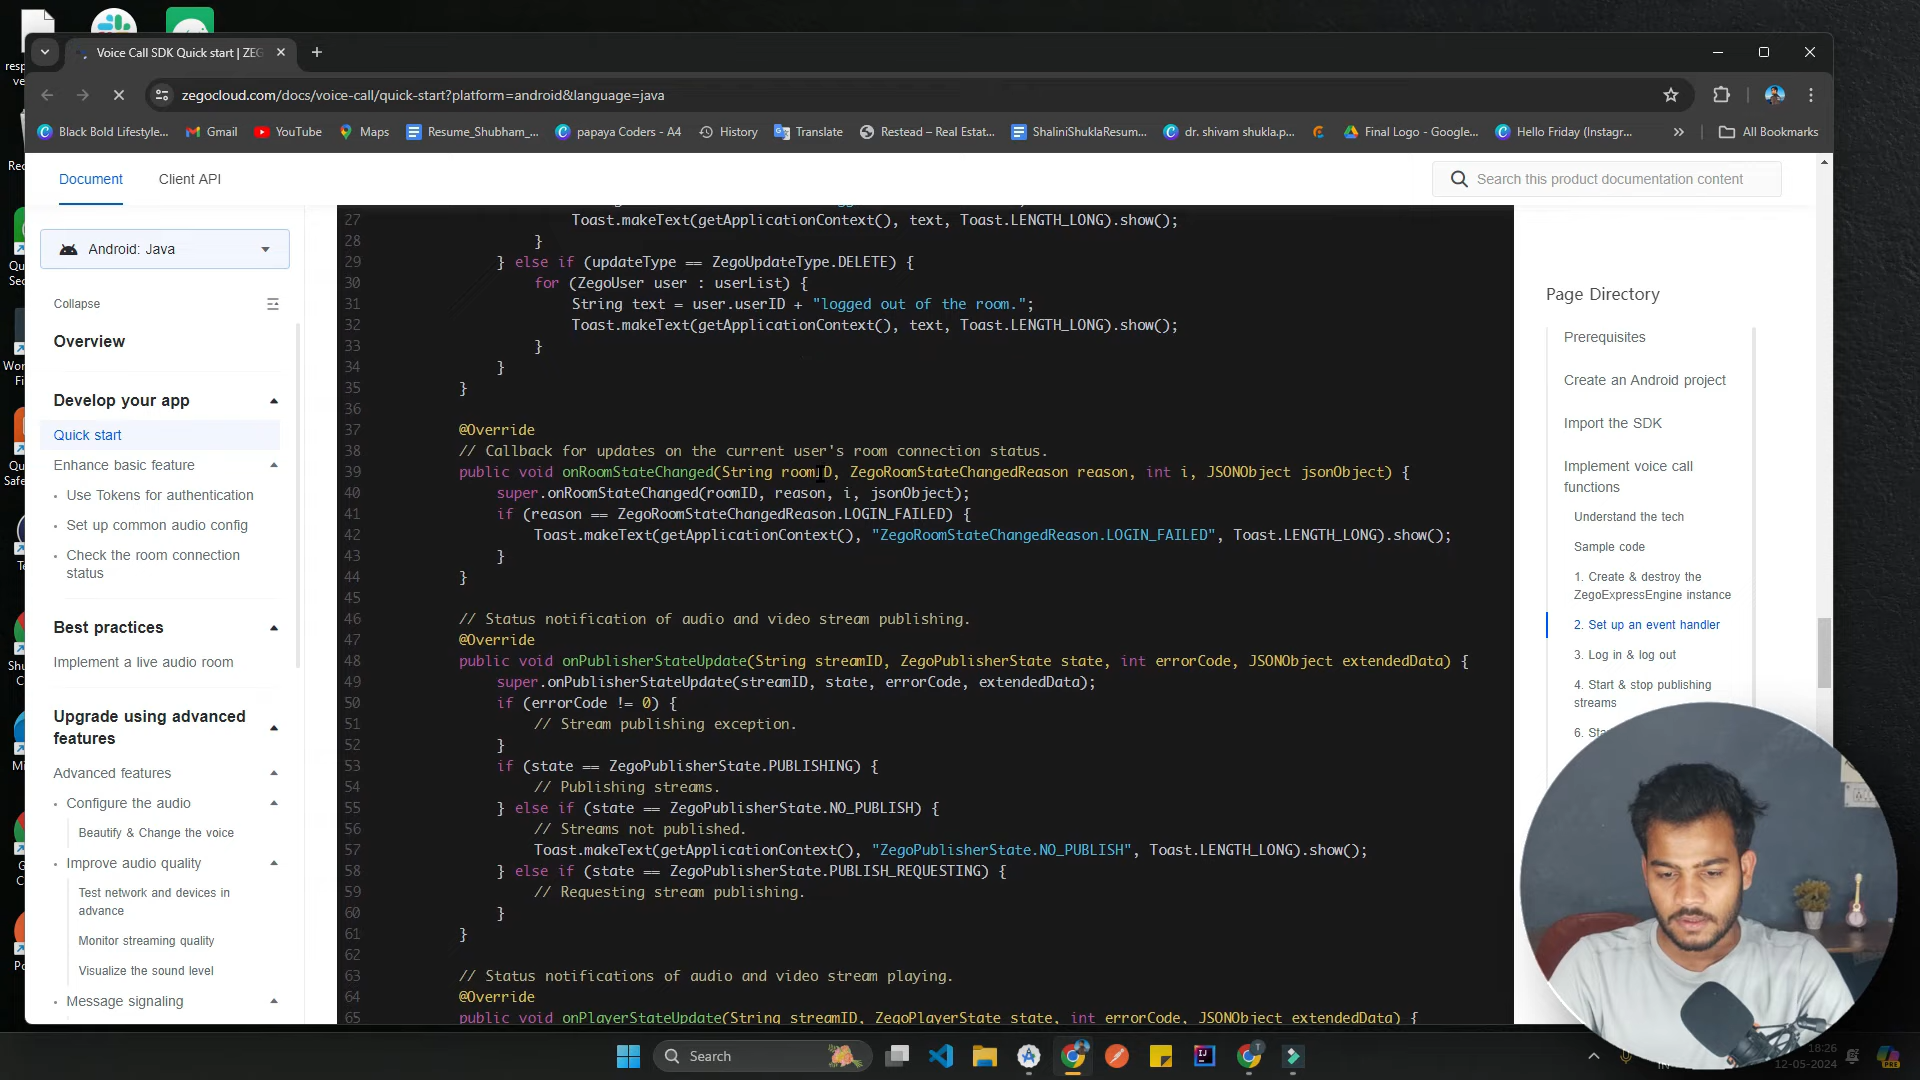 Voice Call SDK Quick start | ZEG
zegocloud.com/docs/voice-call/quick-start?platform=android&language=java
Black Bold Lifestyle... Gmail YouTube Maps Resume_Shubham_... papaya Coders - A4 History Translate Restead – Real Estat... ShaliniShuklaResum... dr. shivam shukla.p... Final Logo - Google... Hello Friday (Instagr... » All Bookmarks
Document Client API
Search this product documentation content
Android: Java
Collapse
Overview
Develop your app
Quick start
Enhance basic feature
Use Tokens for authentication
Set up common audio config
Check the room connection
status
Best practices
Implement a live audio room
Upgrade using advanced
features
Advanced features
Configure the audio
Beautify & Change the voice
Improve audio quality
Test network and devices in
advance
Monitor streaming quality
Visualize the sound level
Message signaling
27 Toast.makeText(getApplicationContext(), text, Toast.LENGTH_LONG).show();
28 }
29 } else if (updateType == ZegoUpdateType.DELETE) {
30 for (ZegoUser user : userList) {
31 String text = user.userID + "logged out of the room.";
32 Toast.makeText(getApplicationContext(), text, Toast.LENGTH_LONG).show();
33 }
34 }
35 }
36
37 @Override
38 // Callback for updates on the current user's room connection status.
39 public void onRoomStateChanged(String roomID, ZegoRoomStateChangedReason reason, int i, JSONObject jsonObject) {
40 super.onRoomStateChanged(roomID, reason, i, jsonObject);
41 if (reason == ZegoRoomStateChangedReason.LOGIN_FAILED) {
42 Toast.makeText(getApplicationContext(), "ZegoRoomStateChangedReason.LOGIN_FAILED", Toast.LENGTH_LONG).show();
43 }
44 }
45
46 // Status notification of audio and video stream publishing.
47 @Override
48 public void onPublisherStateUpdate(String streamID, ZegoPublisherState state, int errorCode, JSONObject extendedData) {
49 super.onPublisherStateUpdate(streamID, state, errorCode, extendedData);
50 if (errorCode != 0) {
51 // Stream publishing exception.
52 }
53 if (state == ZegoPublisherState.PUBLISHING) {
54 // Publishing streams.
55 } else if (state == ZegoPublisherState.NO_PUBLISH) {
56 // Streams not published.
57 Toast.makeText(getApplicationContext(), "ZegoPublisherState.NO_PUBLISH", Toast.LENGTH_LONG).show();
58 } else if (state == ZegoPublisherState.PUBLISH_REQUESTING) {
59 // Requesting stream publishing.
60 }
61 }
62
63 // Status notifications of audio and video stream playing.
64 @Override
65 public void onPlayerStateUpdate(String streamID, ZegoPlayerState state, int errorCode, JSONObject extendedData) {
Page Directory
Prerequisites
Create an Android project
Import the SDK
Implement voice call
functions
Understand the tech
Sample code
1. Create & destroy the
ZegoExpressEngine instance
2. Set up an event handler
3. Log in & log out
4. Start & stop publishing
streams
Search
18:26
12-05-2024